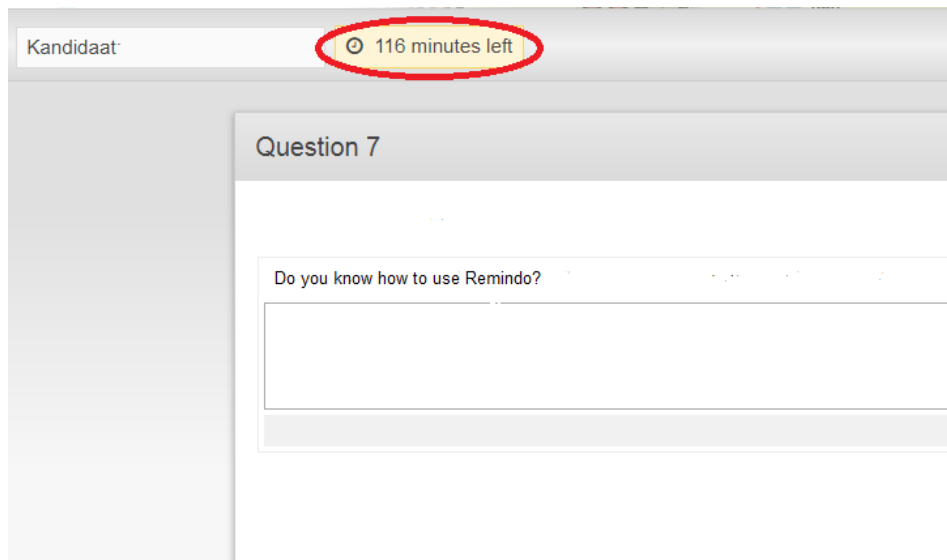 Kandidaat
116 minutes left
Question 7
Do you know how to use Remindo?